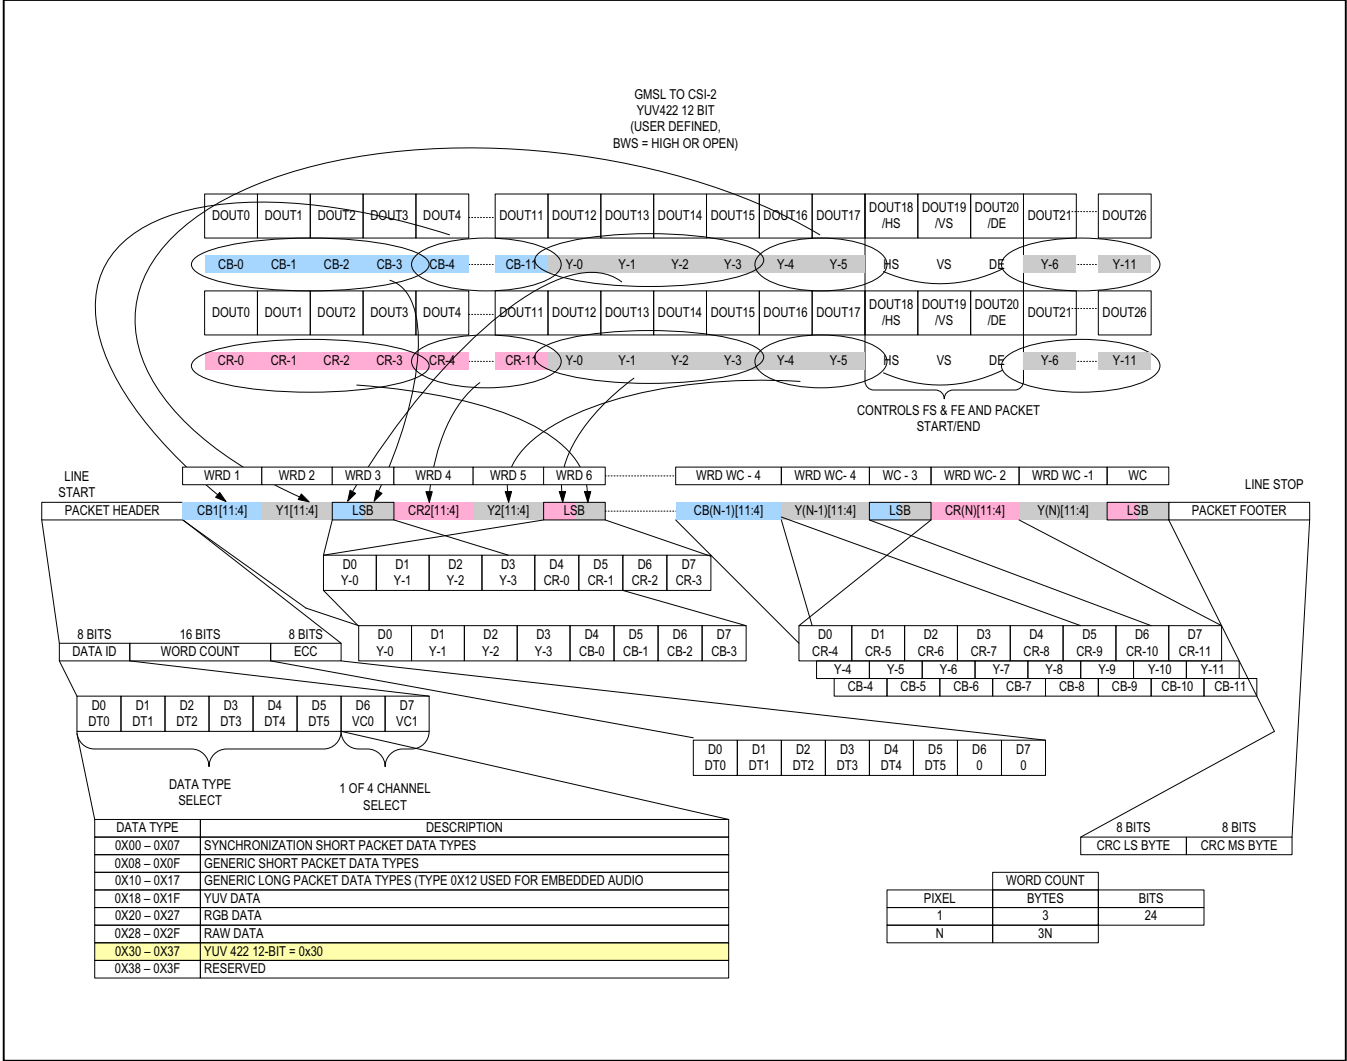 GMSL TO CSI-2
YUV422 12 BIT
(USER DEFINED,
BWS = HIGH OR OPEN)
DOUT0 DOUT1 DOUT2 DOUT3 DOUT4 DOUT11 DOUT12 DOUT13 DOUT14 DOUT15 DOUT16 DOUT17 DOUT18/HS DOUT19/VS DOUT20/DE DOUT21 DOUT26
CB-0 CB-1 CB-2 CB-3 CB-4 CB-11 Y-0 Y-1 Y-2 Y-3 Y-4 Y-5 HS VS DE Y-6 Y-11
DOUT0 DOUT1 DOUT2 DOUT3 DOUT4 DOUT11 DOUT12 DOUT13 DOUT14 DOUT15 DOUT16 DOUT17 DOUT18/HS DOUT19/VS DOUT20/DE DOUT21 DOUT26
CR-0 CR-1 CR-2 CR-3 CR-4 CR-11 Y-0 Y-1 Y-2 Y-3 Y-4 Y-5 HS VS DE Y-6 Y-11
CONTROLS FS & FE AND PACKET
START/END
LINE
START
WRD 1 WRD 2 WRD 3 WRD 4 WRD 5 WRD 6 WRD WC - 4 WRD WC- 4 WC - 3 WRD WC- 2 WRD WC -1 WC
LINE STOP
PACKET HEADER CB1[11:4] Y1[11:4] LSB CR2[11:4] Y2[11:4] LSB CB(N-1)[11:4] Y(N-1)[11:4] LSB CR(N)[11:4] Y(N)[11:4] LSB PACKET FOOTER
D0 D1 D2 D3 D4 D5 D6 D7
Y-0 Y-1 Y-2 Y-3 CR-0 CR-1 CR-2 CR-3
D0 D1 D2 D3 D4 D5 D6 D7
Y-0 Y-1 Y-2 Y-3 CB-0 CB-1 CB-2 CB-3
D0 D1 D2 D3 D4 D5 D6 D7
CR-4 CR-5 CR-6 CR-7 CR-8 CR-9 CR-10 CR-11
Y-4 Y-5 Y-6 Y-7 Y-8 Y-9 Y-10 Y-11
CB-4 CB-5 CB-6 CB-7 CB-8 CB-9 CB-10 CB-11
8 BITS 16 BITS 8 BITS
DATA ID WORD COUNT ECC
D0 D1 D2 D3 D4 D5 D6 D7
DT0 DT1 DT2 DT3 DT4 DT5 VC0 VC1
D0 D1 D2 D3 D4 D5 D6 D7
DT0 DT1 DT2 DT3 DT4 DT5 0 0
DATA TYPE
SELECT
1 OF 4 CHANNEL
SELECT
DATA TYPE DESCRIPTION
0X00 – 0X07 SYNCHRONIZATION SHORT PACKET DATA TYPES
0X08 – 0X0F GENERIC SHORT PACKET DATA TYPES
0X10 – 0X17 GENERIC LONG PACKET DATA TYPES (TYPE 0X12 USED FOR EMBEDDED AUDIO
0X18 – 0X1F YUV DATA
0X20 – 0X27 RGB DATA
0X28 – 0X2F RAW DATA
0X30 – 0X37 YUV 422 12-BIT = 0x30
0X38 – 0X3F RESERVED
8 BITS 8 BITS
CRC LS BYTE CRC MS BYTE
WORD COUNT
PIXEL BYTES BITS
1 3 24
N 3N